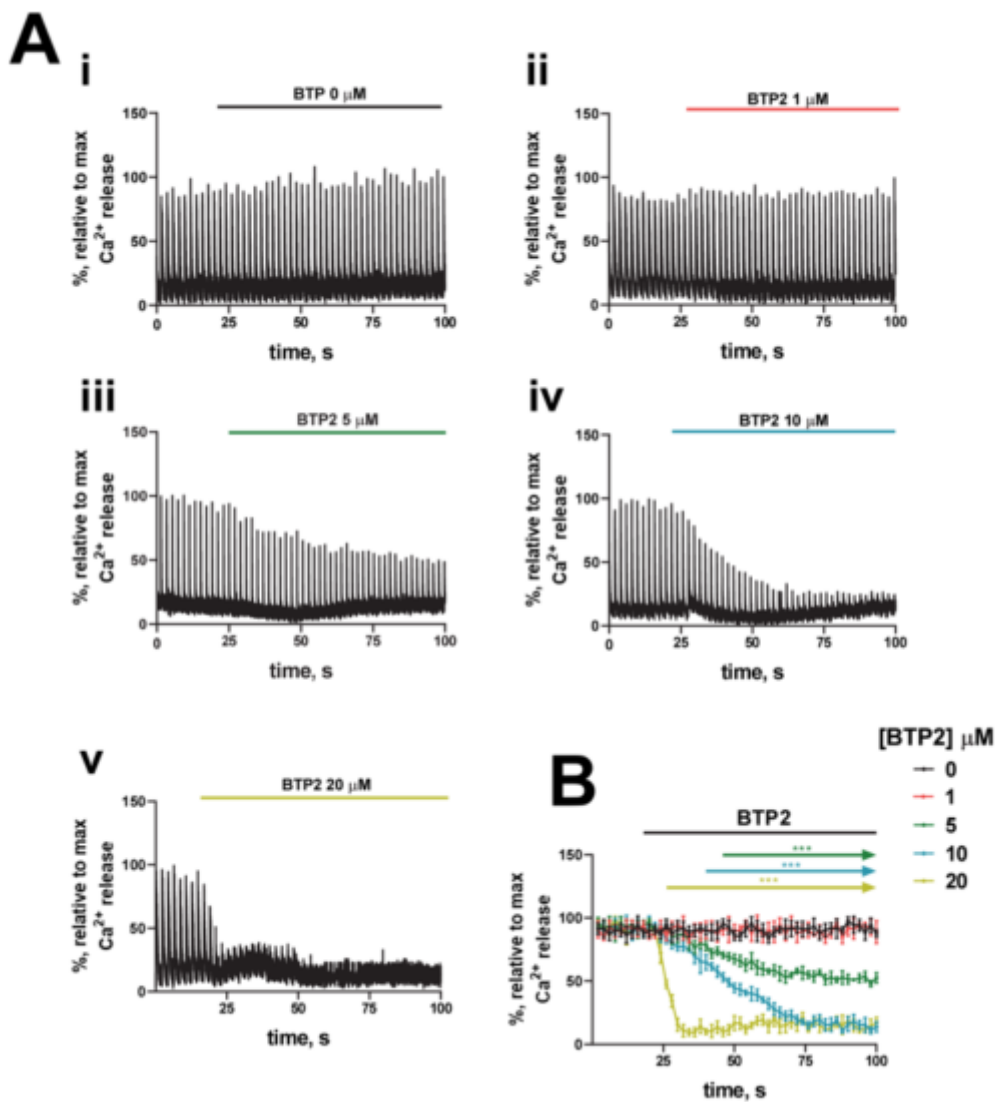 A
i
BTP 0 μM
%, relative to max
Ca2+ release
150
100
50
0
0 25 50 75 100
time, s
ii
BTP2 1 μM
%, relative to max
Ca2+ release
150
100
50
0
0 25 50 75 100
time, s
iii
BTP2 5 μM
%, relative to max
Ca2+ release
150
100
50
0
0 25 50 75 100
time, s
iv
BTP2 10 μM
%, relative to max
Ca2+ release
150
100
50
0
0 25 50 75 100
time, s
v
BTP2 20 μM
%, relative to max
Ca2+ release
150
100
50
0
25 50 75 100
time, s
B
[BTP2] μM
0
1
5
10
20
BTP2
***
***
***
%, relative to max
Ca2+ release
150
100
50
0
25 50 75 100
time, s